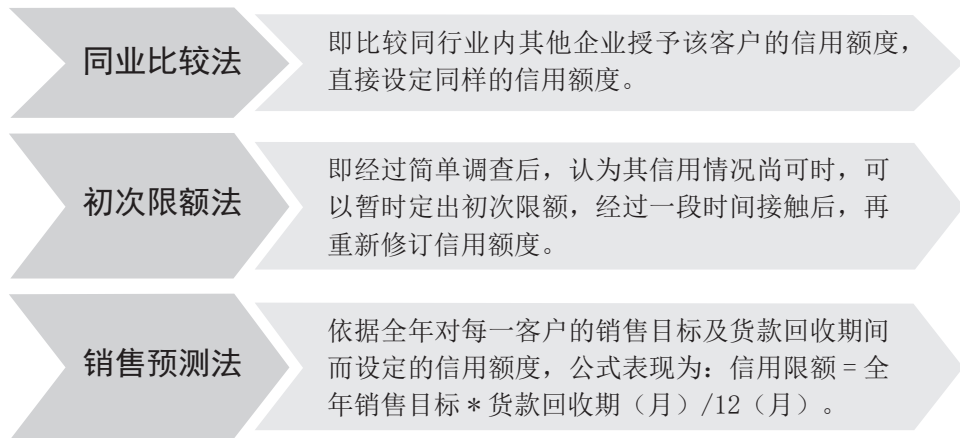 同业比较法
即比较同行业内其他企业授予该客户的信用额度，
直接设定同样的信用额度。
初次限额法
即经过简单调查后，认为其信用情况尚可时，可
以暂时定出初次限额，经过一段时间接触后，再
重新修订信用额度。
销售预测法
依据全年对每一客户的销售目标及货款回收期间
而设定的信用额度，公式表现为：信用限额 = 全
年销售目标 * 货款回收期（月）/12（月）。